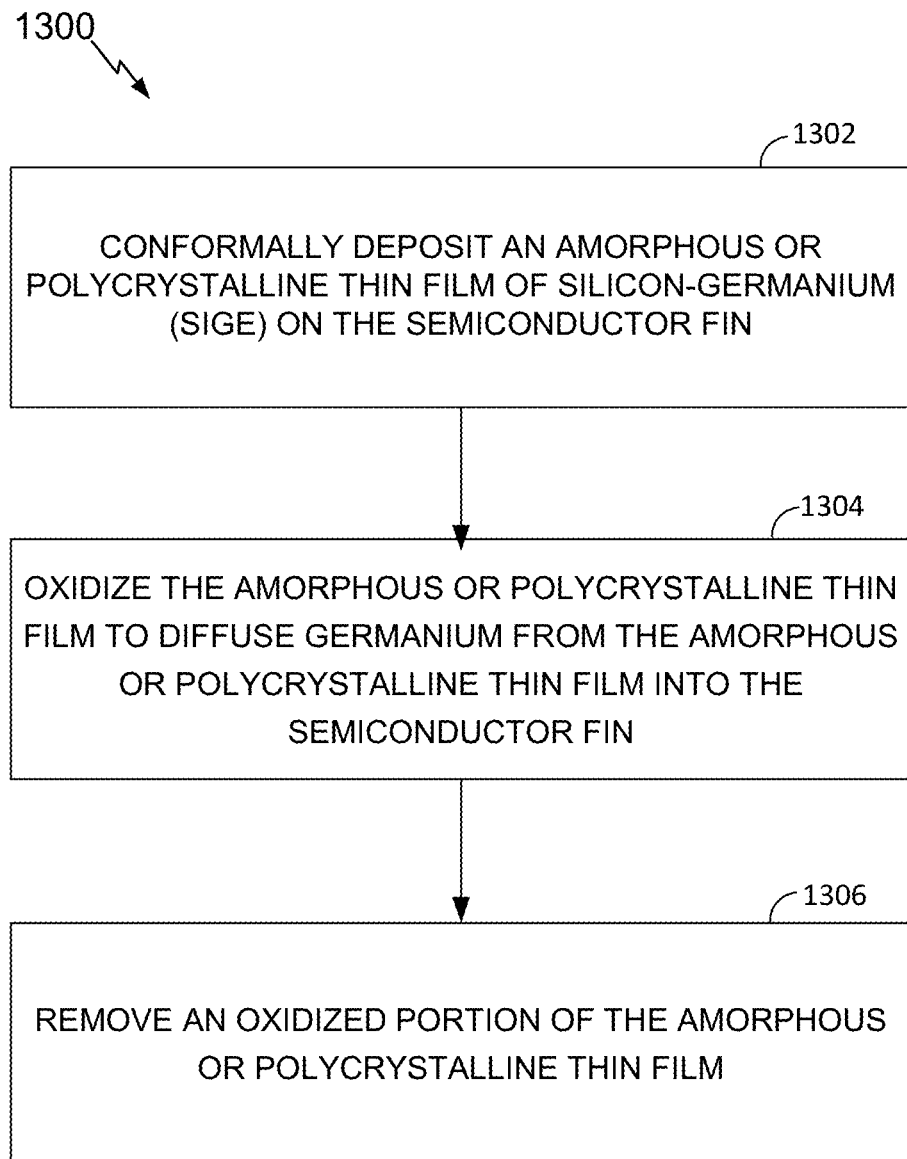 1300
1302
CONFORMALLY DEPOSIT AN AMORPHOUS OR
POLYCRYSTALLINE THIN FILM OF SILICON-GERMANIUM
(SIGE) ON THE SEMICONDUCTOR FIN
1304
OXIDIZE THE AMORPHOUS OR POLYCRYSTALLINE THIN
FILM TO DIFFUSE GERMANIUM FROM THE AMORPHOUS
OR POLYCRYSTALLINE THIN FILM INTO THE
SEMICONDUCTOR FIN
1306
REMOVE AN OXIDIZED PORTION OF THE AMORPHOUS
OR POLYCRYSTALLINE THIN FILM